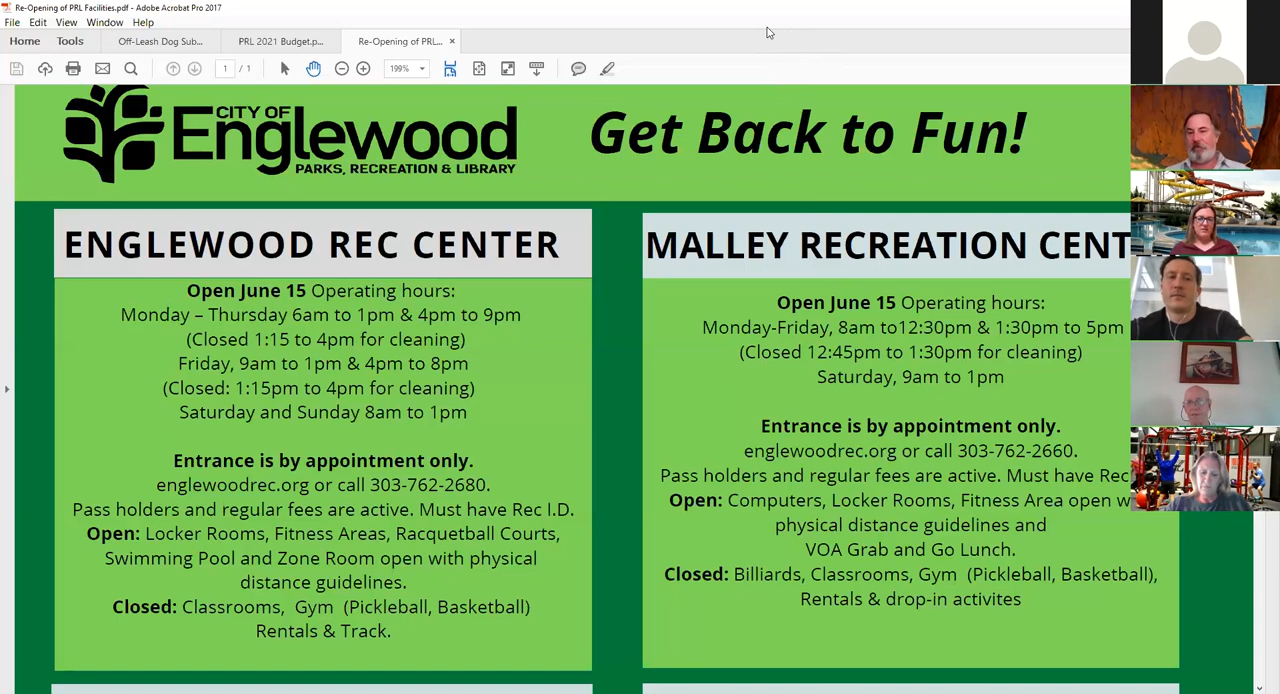 Re-Opening of PRL Facilities.pdf - Adobe Acrobat Pro 2017
File Edit View Window Help
Home Tools Off-Leash Dog Sub... PRL 2021 Budget.p... Re-Opening of PRL... ×
1 / 1 199%
CITY OF
Englewood
PARKS, RECREATION & LIBRARY
Get Back to Fun!
ENGLEWOOD REC CENTER
Open June 15 Operating hours:
Monday – Thursday 6am to 1pm & 4pm to 9pm
(Closed 1:15 to 4pm for cleaning)
Friday, 9am to 1pm & 4pm to 8pm
(Closed: 1:15pm to 4pm for cleaning)
Saturday and Sunday 8am to 1pm
Entrance is by appointment only.
englewoodrec.org or call 303-762-2680.
Pass holders and regular fees are active. Must have Rec I.D.
Open: Locker Rooms, Fitness Areas, Racquetball Courts,
Swimming Pool and Zone Room open with physical
distance guidelines.
Closed: Classrooms, Gym (Pickleball, Basketball)
Rentals & Track.
MALLEY RECREATION CENT
Open June 15 Operating hours:
Monday-Friday, 8am to12:30pm & 1:30pm to 5pm
(Closed 12:45pm to 1:30pm for cleaning)
Saturday, 9am to 1pm
Entrance is by appointment only.
englewoodrec.org or call 303-762-2660.
Pass holders and regular fees are active. Must have Rec
Open: Computers, Locker Rooms, Fitness Area open w
physical distance guidelines and
VOA Grab and Go Lunch.
Closed: Billiards, Classrooms, Gym (Pickleball, Basketball),
Rentals & drop-in activites